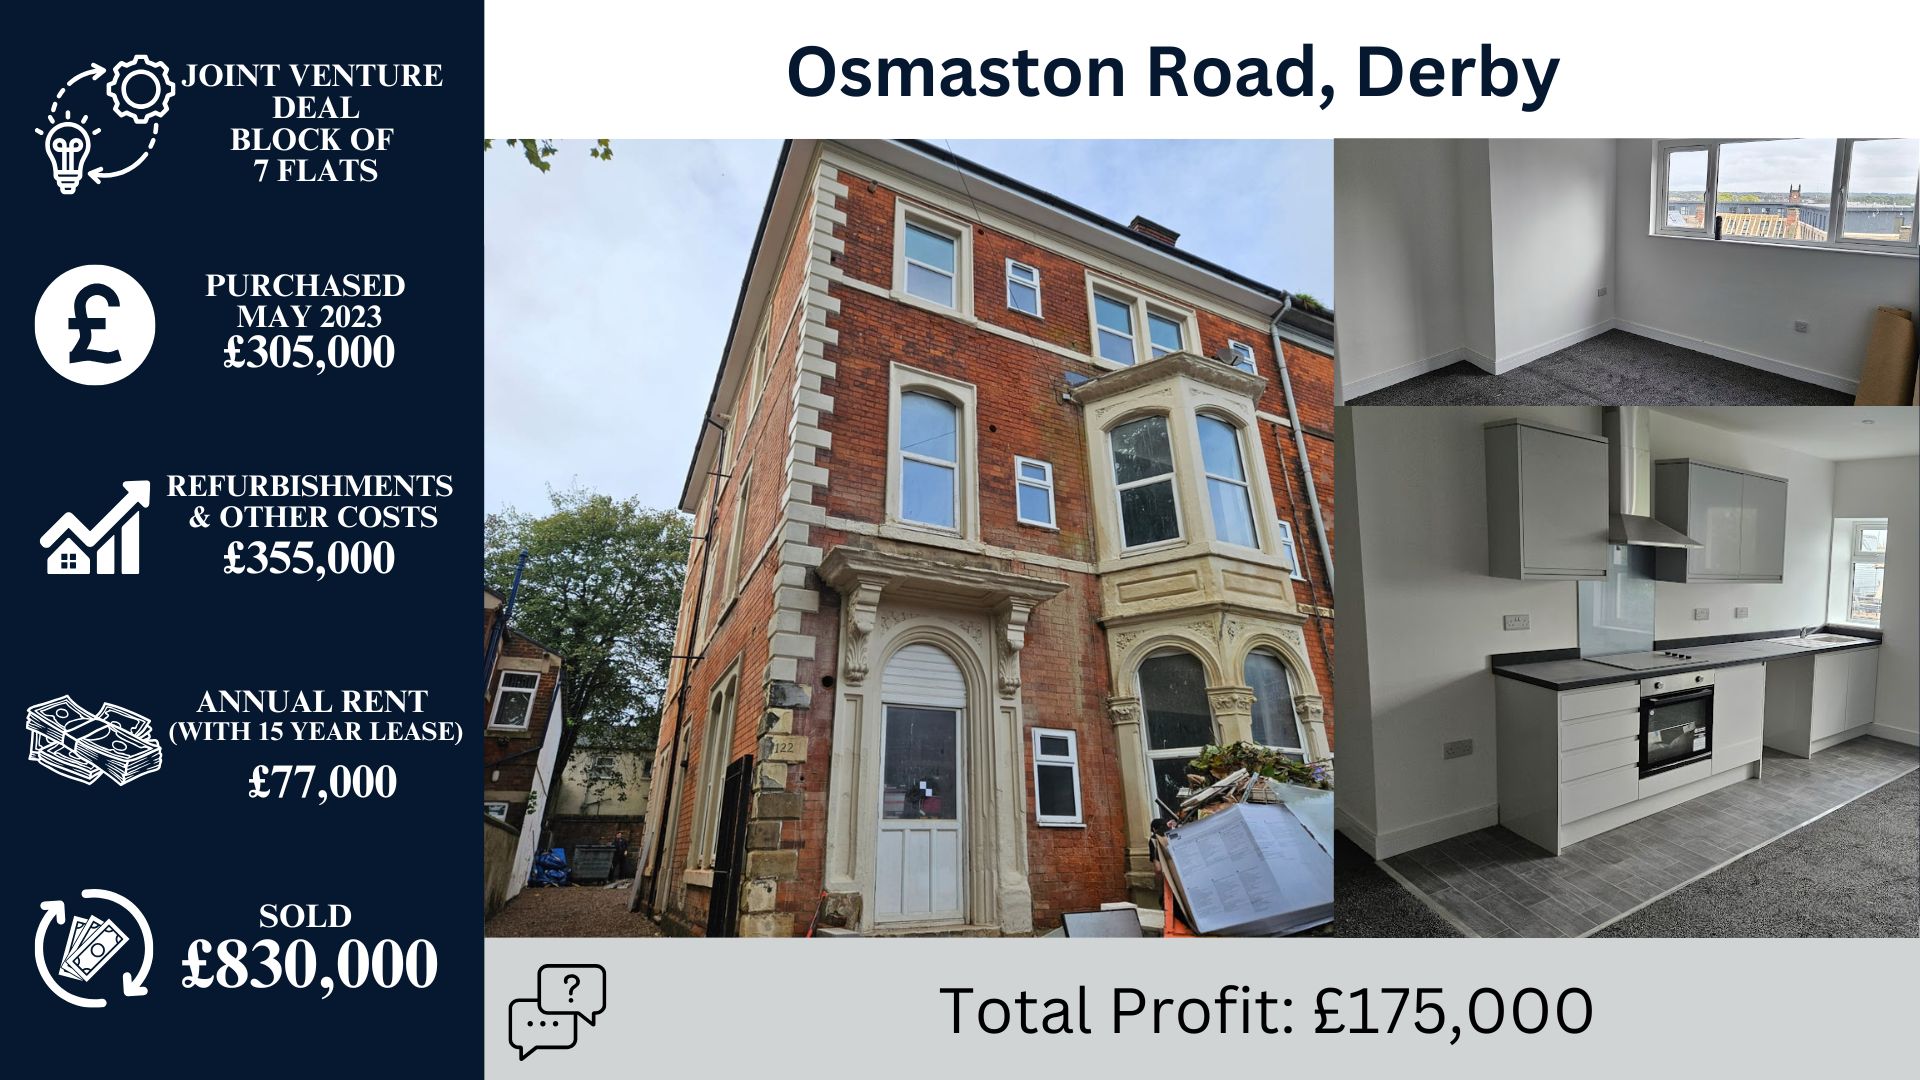 Osmaston Road, Derby
JOINT VENTURE
DEAL
BLOCK OF
7 FLATS
PURCHASED
MAY 2023
£305,000
REFURBISHMENTS
& OTHER COSTS
£355,000
ANNUAL RENT
(WITH 15 YEAR LEASE)
£77,000
SOLD
£830,000
122
Total Profit: £175,000